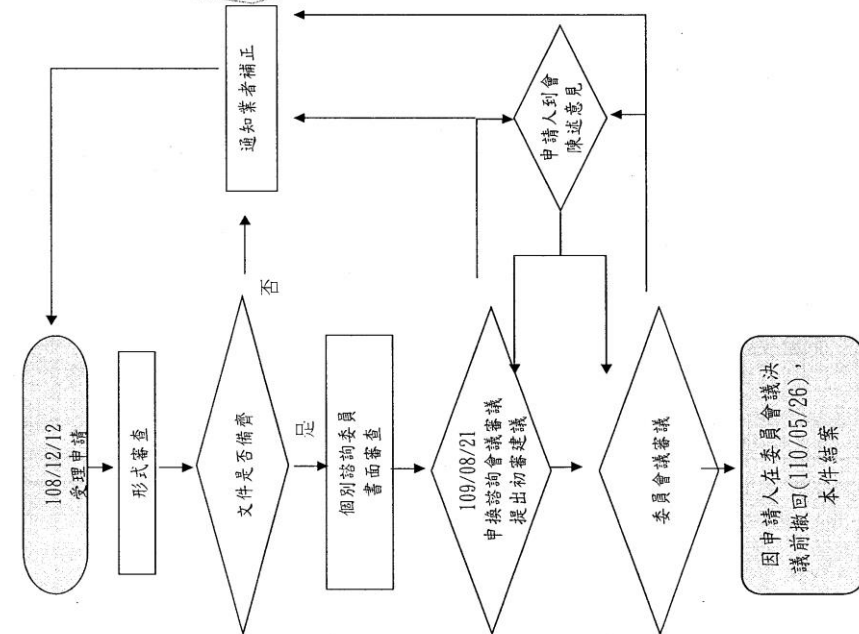 108/12/12
受理申請
形式審查
文件是否備齊
否
通知業者補正
是
個別諮詢委員
書面審查
109/08/21
申換諮詢會議審議
提出初審建議
申請人到會
陳述意見
委員會議審議
因申請人在委員會議決
議前撤回(110/05/26)，
本件結案